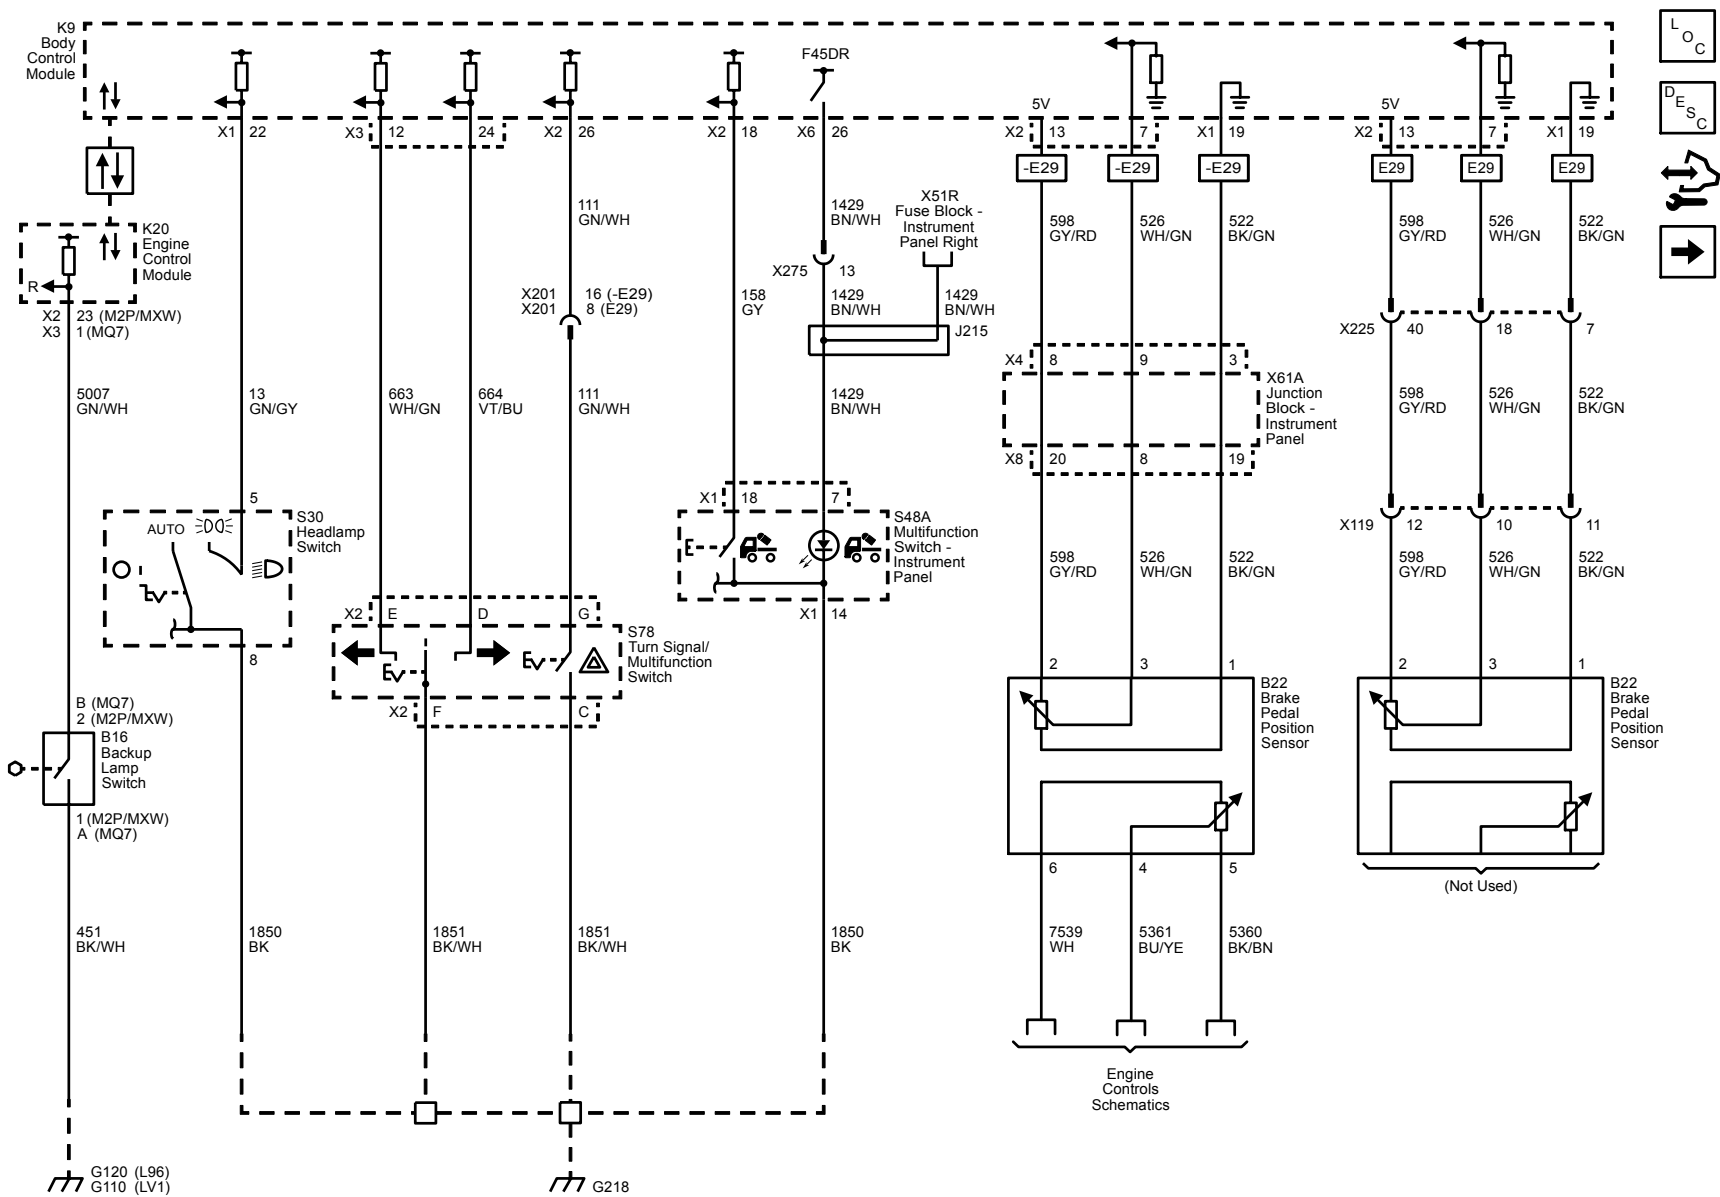 K9
Body
Control
Module
F45DR
5V
5V
L
O
C
D
E
S
C
X1 22
X3 12
24
X2 26
X2 18
X6 26
X2 13
7
X1 19
X2 13
7
X1 19
-E29
-E29
-E29
E29
E29
E29
K20
Engine
Control
Module
R
X2 23 (M2P/MXW)
X3 1 (MQ7)
111
GN/WH
1429
BN/WH
X51R
Fuse Block -
Instrument
Panel Right
598
GY/RD
526
WH/GN
522
BK/GN
598
GY/RD
526
WH/GN
522
BK/GN
X275 13
X201 16 (-E29)
X201 8 (E29)
158
GY
1429
BN/WH
1429
BN/WH
J215
X225 40
18
7
X4 8
9
3
X61A
Junction
Block -
Instrument
Panel
5007
GN/WH
13
GN/GY
663
WH/GN
664
VT/BU
111
GN/WH
1429
BN/WH
598
GY/RD
526
WH/GN
522
BK/GN
X8 20
8
19
5
X1 18
7
AUTO
S30
Headlamp
Switch
S48A
Multifunction
Switch -
Instrument
Panel
X1 14
X119 12
10
11
598
GY/RD
526
WH/GN
522
BK/GN
598
GY/RD
526
WH/GN
522
BK/GN
8
X2 E
D
G
S78
Turn Signal/
Multifunction
Switch
X2 F
C
2
3
1
B22
Brake
Pedal
Position
Sensor
2
3
1
B22
Brake
Pedal
Position
Sensor
B (MQ7)
2 (M2P/MXW)
B16
Backup
Lamp
Switch
1 (M2P/MXW)
A (MQ7)
6
4
5
(Not Used)
451
BK/WH
1850
BK
1851
BK/WH
1851
BK/WH
1850
BK
7539
WH
5361
BU/YE
5360
BK/BN
Engine
Controls
Schematics
G120 (L96)
G110 (LV1)
G218